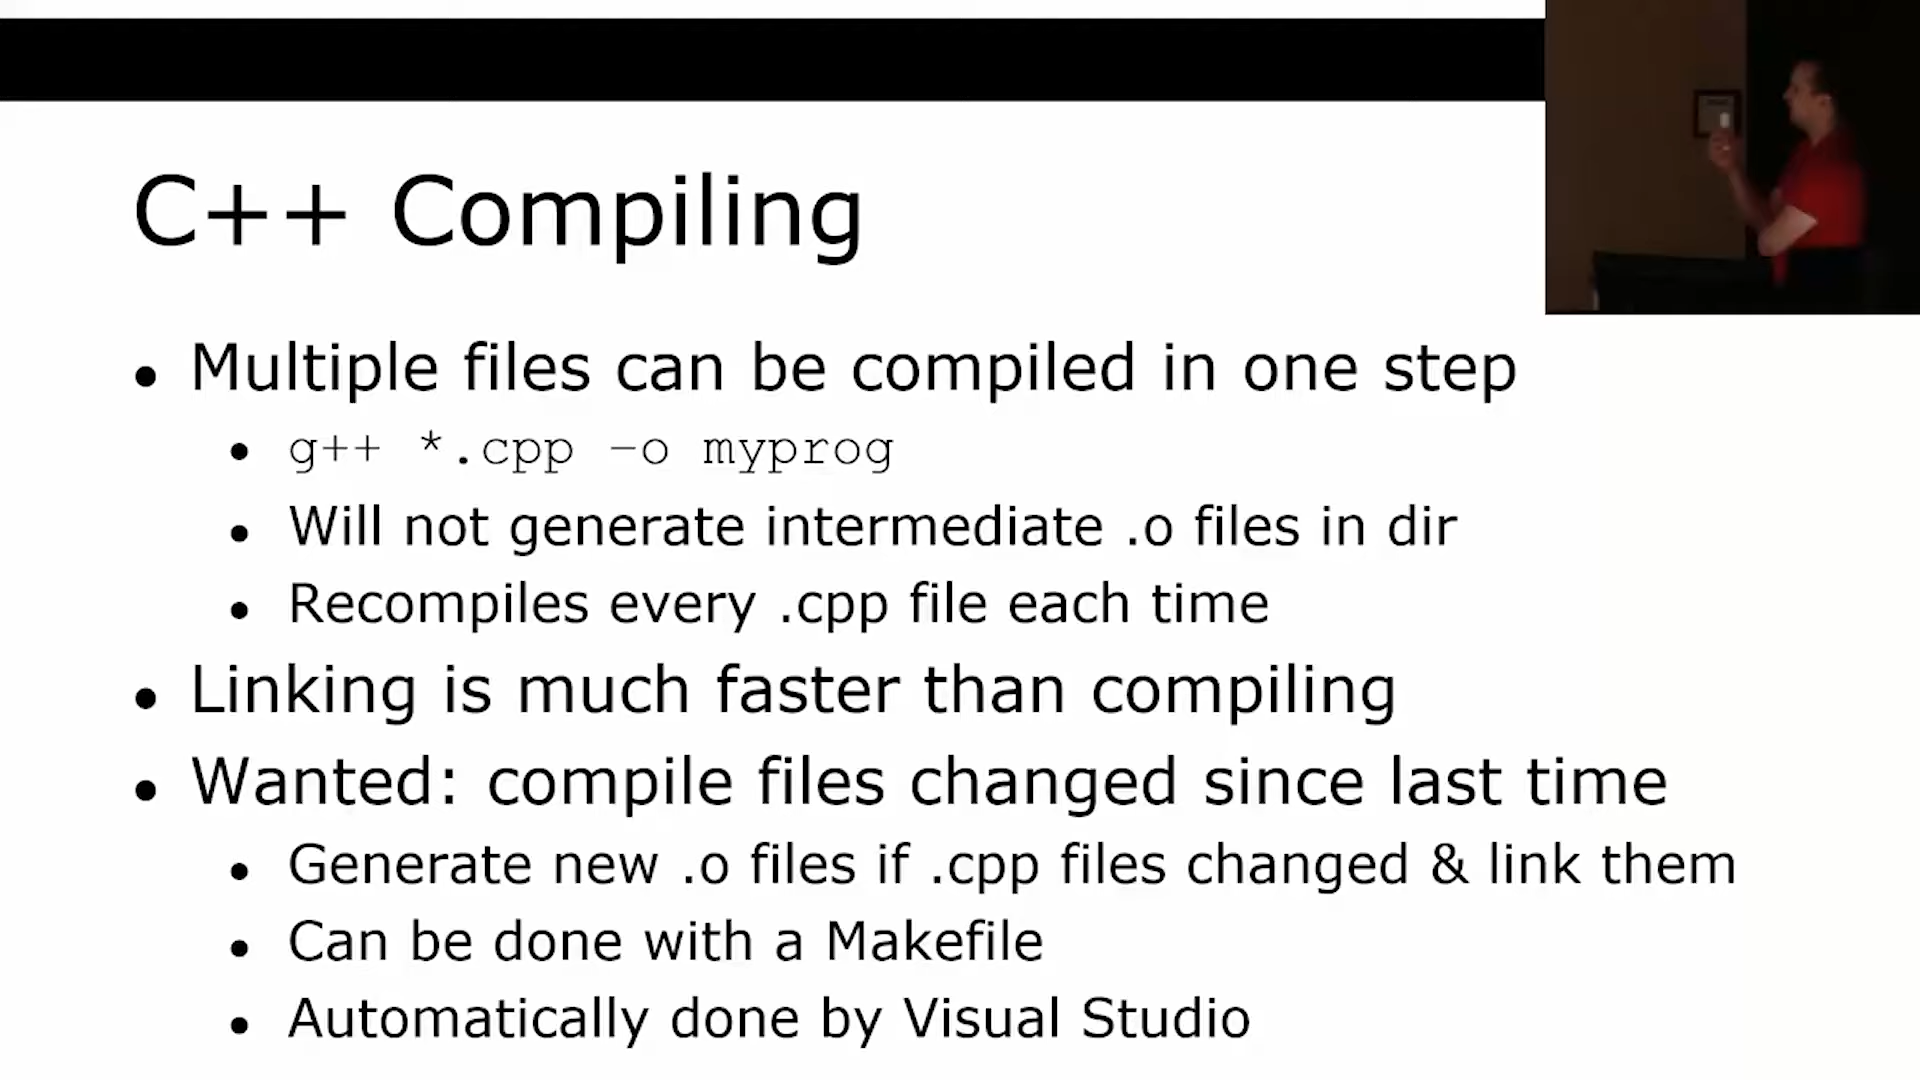 C++ Compiling
• Multiple files can be compiled in one step
• g++ *.cpp -o myprog
• Will not generate intermediate .o files in dir
• Recompiles every .cpp file each time
• Linking is much faster than compiling
• Wanted: compile files changed since last time
• Generate new .o files if .cpp files changed & link them
• Can be done with a Makefile
• Automatically done by Visual Studio